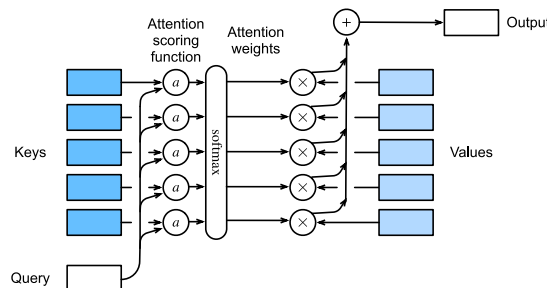 Attention
scoring
function
Attention
weights
+
Output
a
×
a
×
Keys
a
softmax
×
Values
a
×
a
×
Query